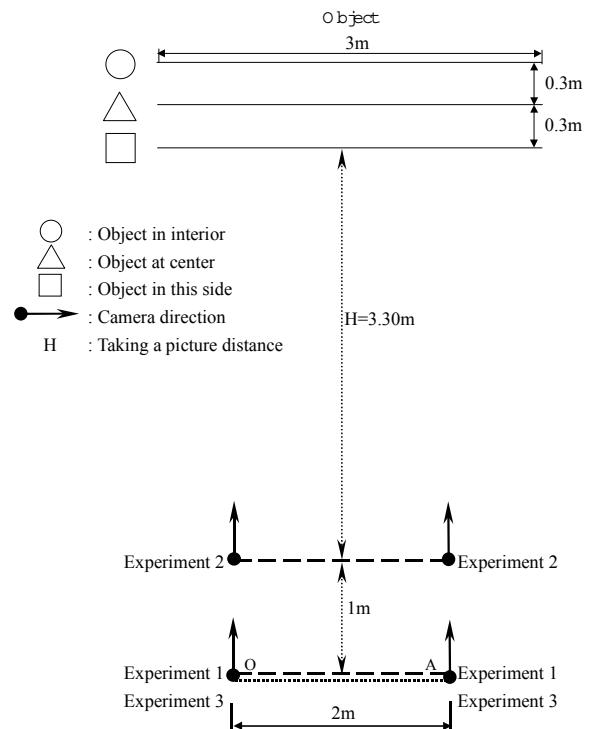 Object
3m
0.3m
0.3m
: Object in interior
: Object at center
: Object in this side
: Camera direction
H : Taking a picture distance
H=3.30m
Experiment 2 Experiment 2
1m
O A
Experiment 1 Experiment 1
Experiment 3 Experiment 3
2m